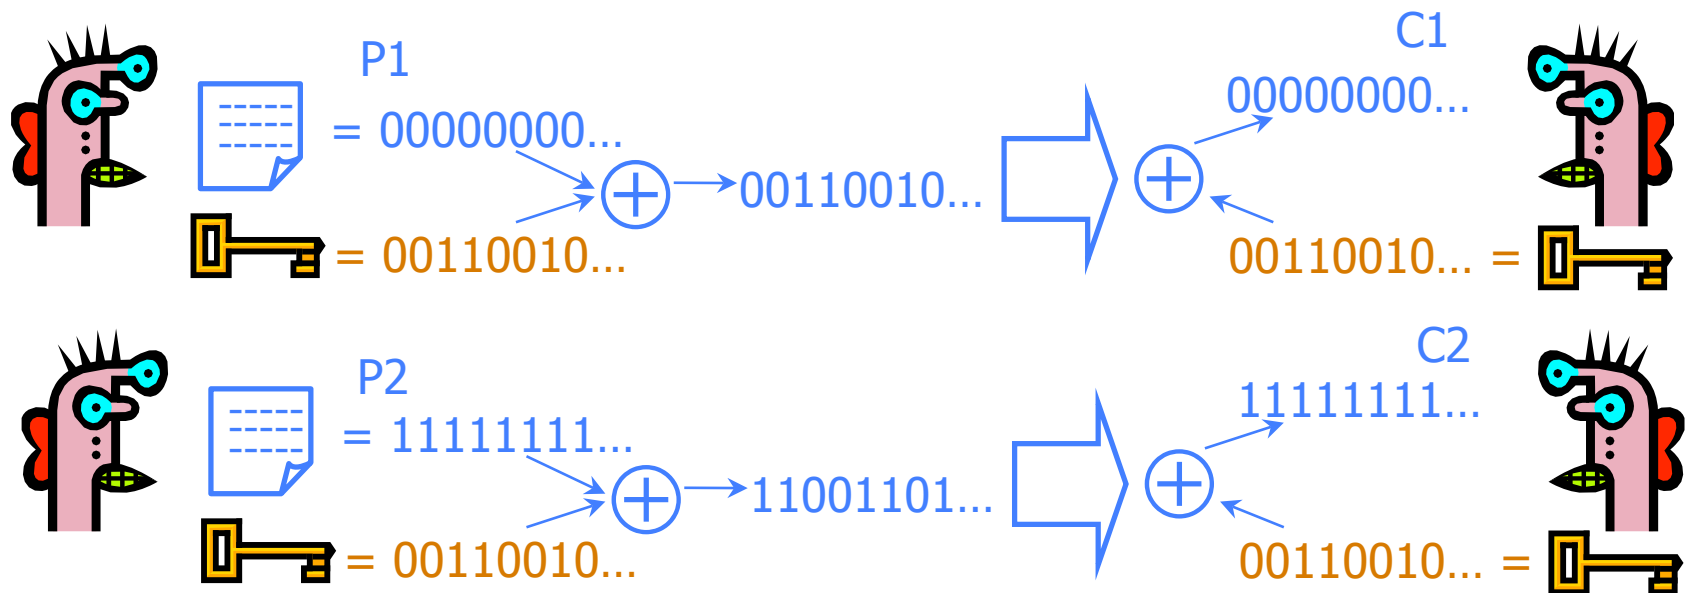 P1
= 00000000...
= 00110010...
00110010...
C1
00000000...
00110010... =
P2
= 11111111...
= 00110010...
11001101...
C2
11111111...
00110010... =